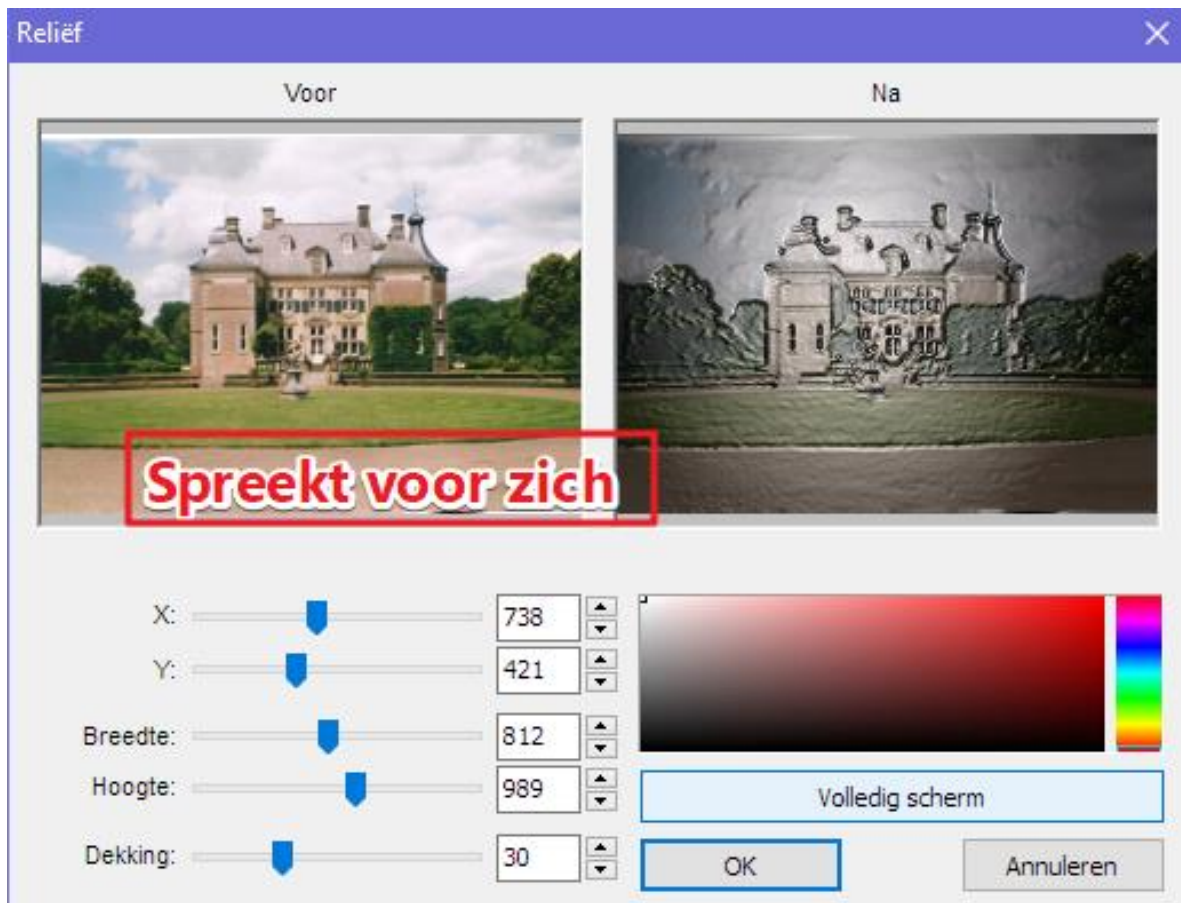 Reliëf
Voor
Na
Spreekt voor zich
X:
738
Y:
421
Breedte:
812
Hoogte:
989
Volledig scherm
Dekking:
30
OK
Annuleren